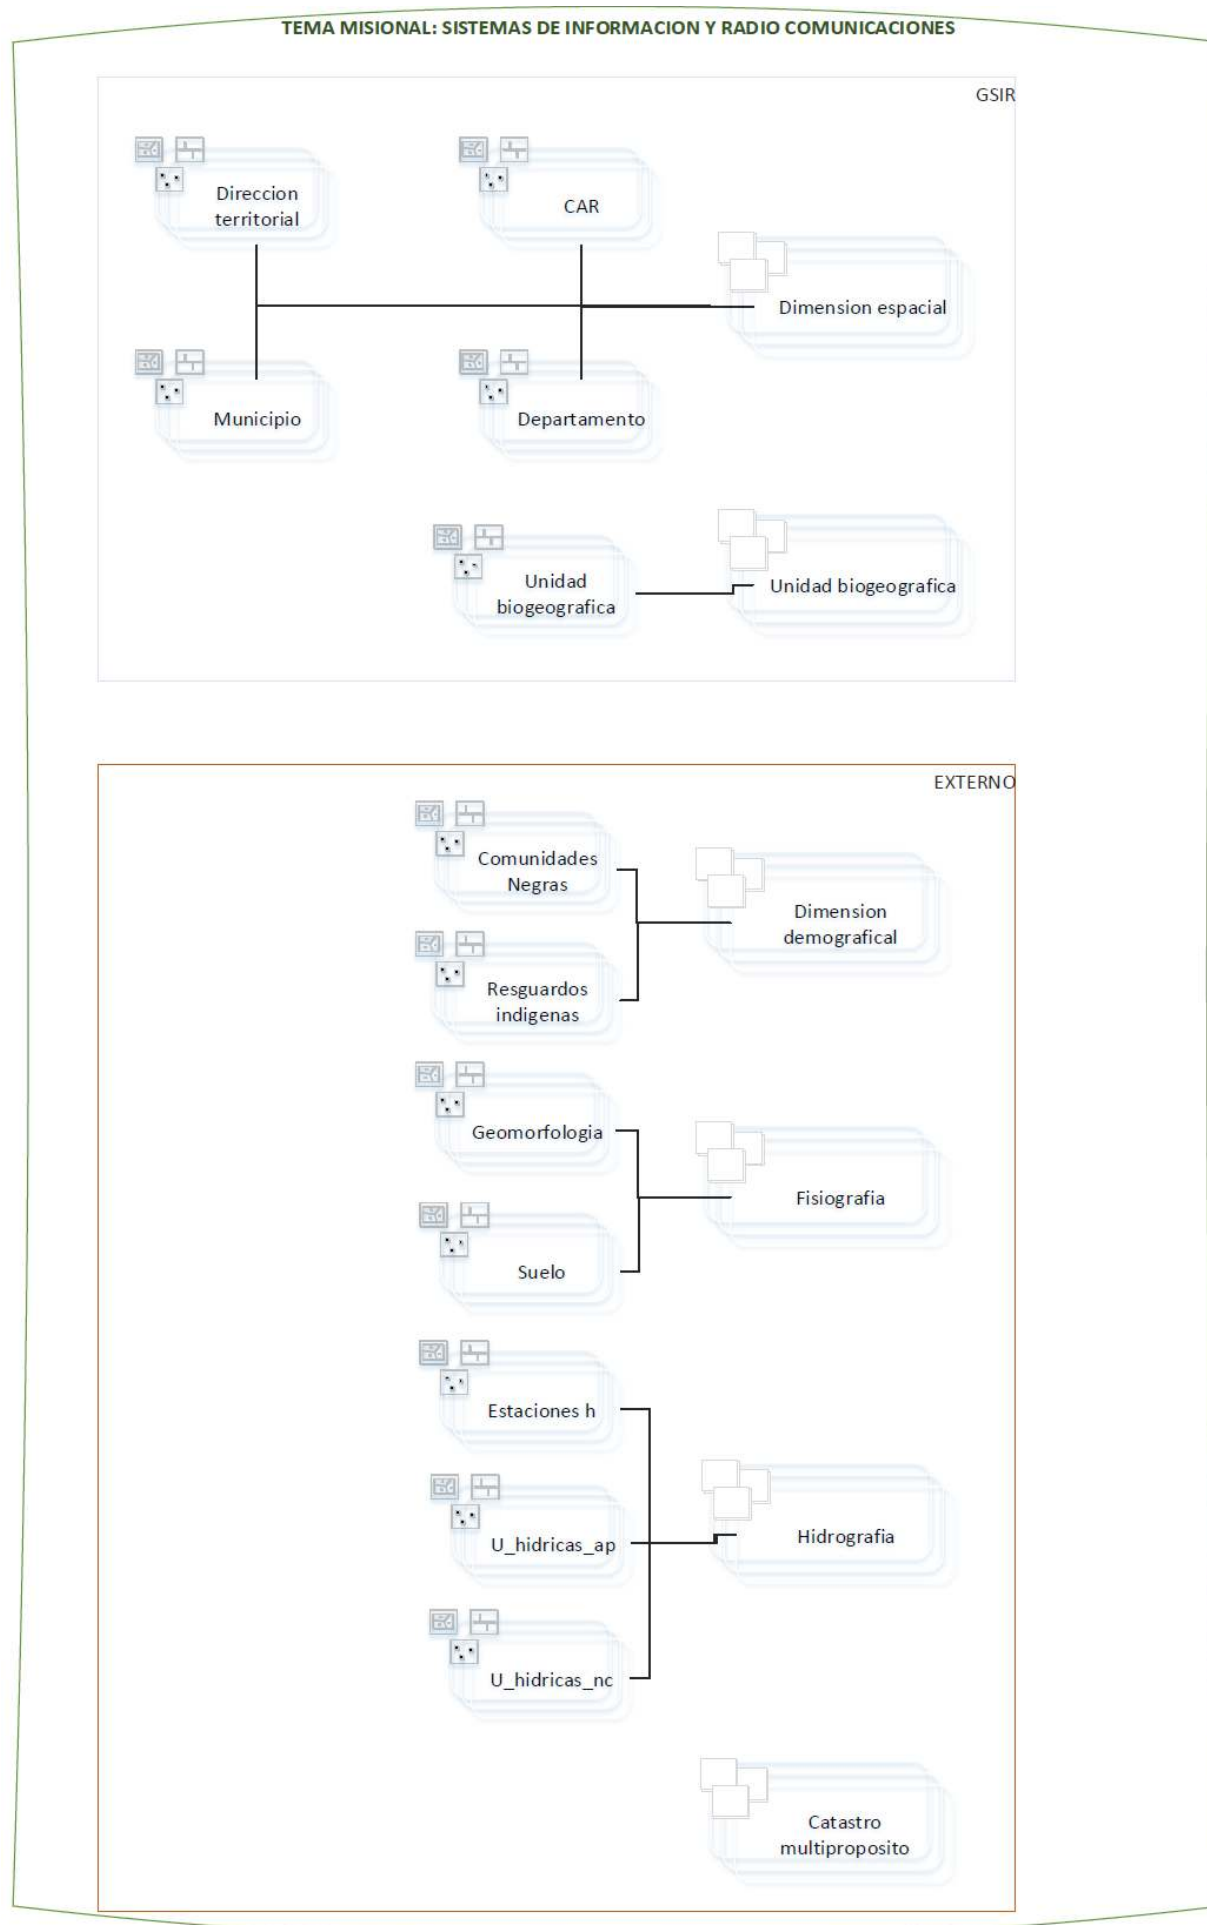 TEMA MISIONAL: SISTEMAS DE INFORMACION Y RADIO COMUNICACIONES
GSIR
Direccion
territorial
CAR
Dimension espacial
Municipio
Departamento
Unidad
biogeografica
Unidad biogeografica
EXTERNO
Comunidades
Negras
Dimension
demografical
Resguardos
indigenas
Geomorfologia
Fisiografia
Suelo
Estaciones h
U_hidricas_ap
Hidrografia
U_hidricas_nc
Catastro
multiproposito